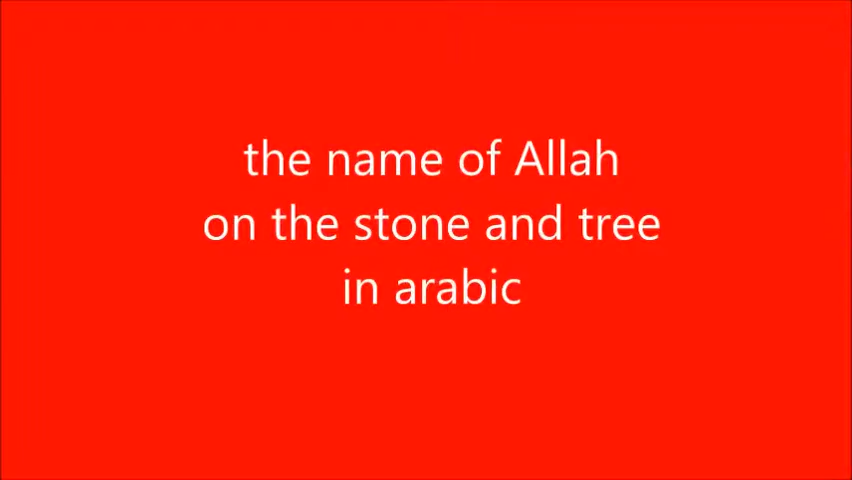 the name of Allah
on the stone and tree
in arabic